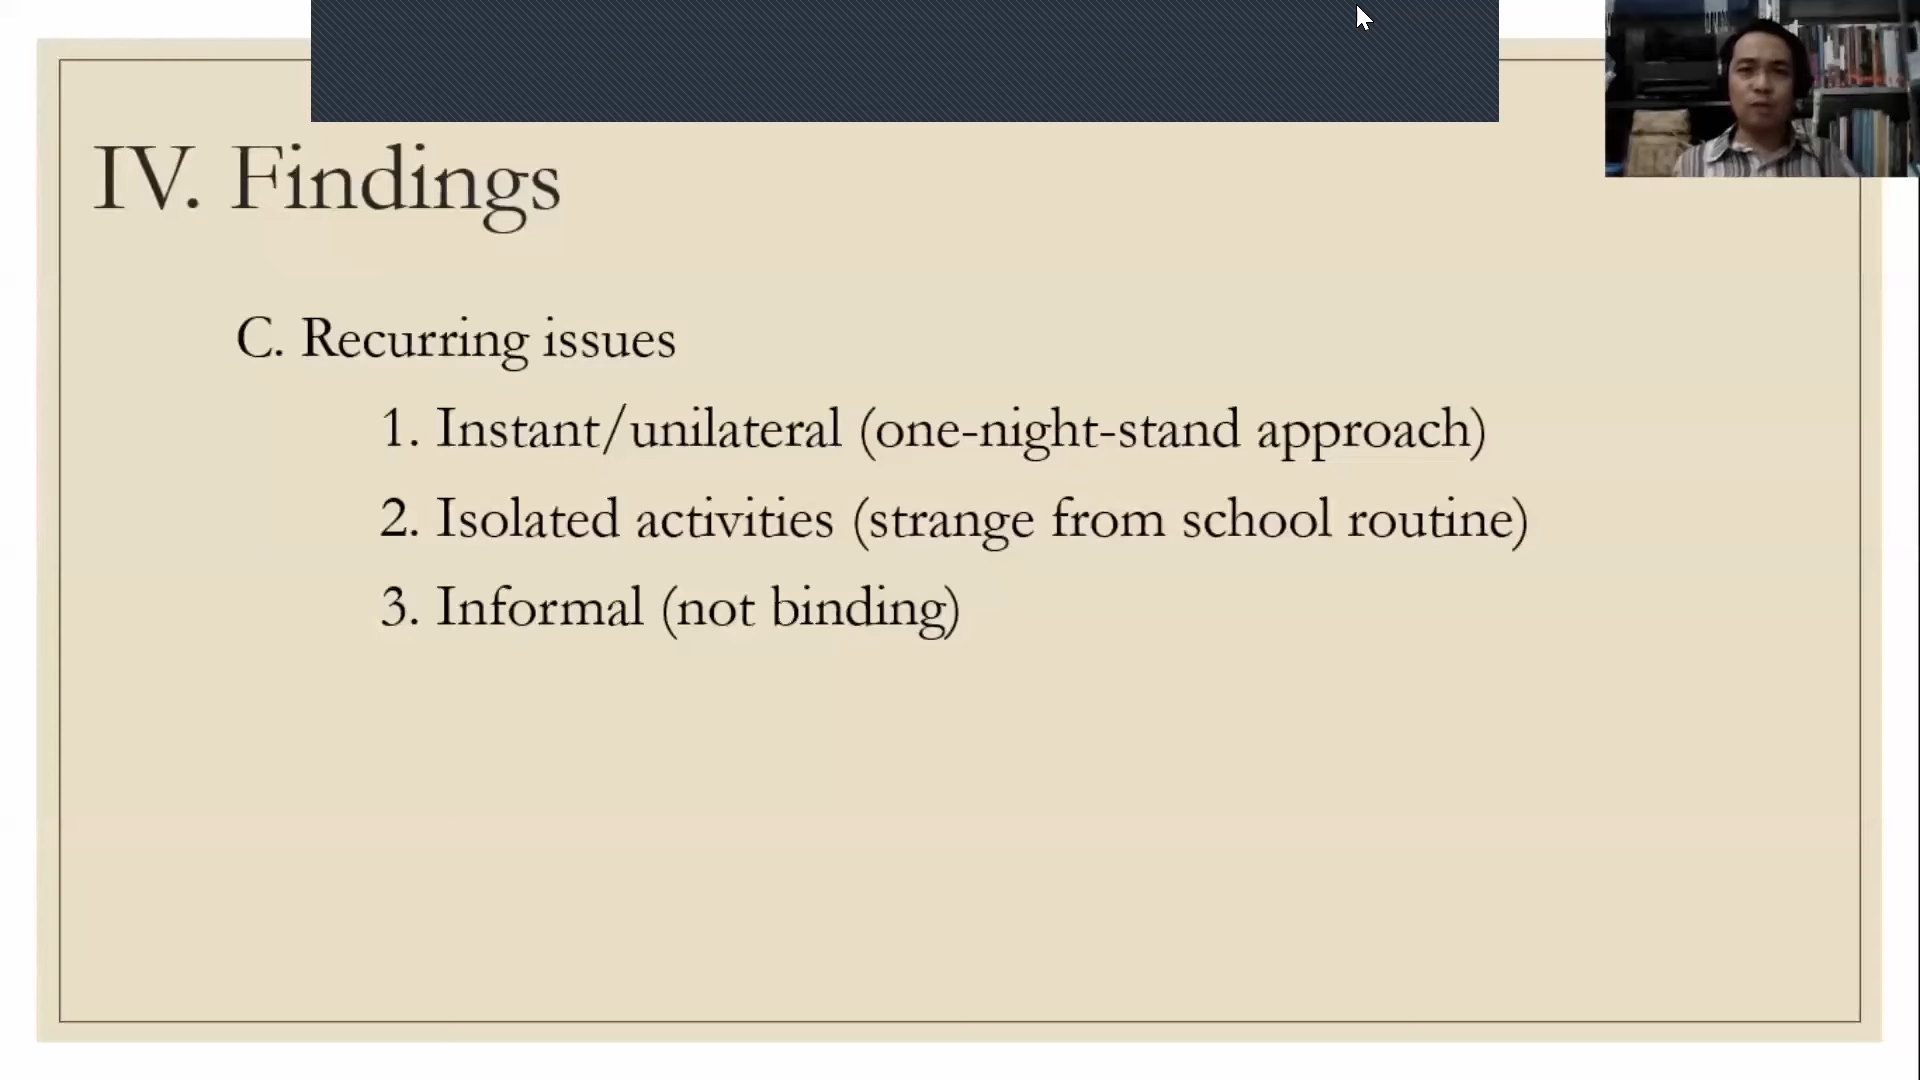 IV. Findings
C. Recurring issues
1. Instant/unilateral (one-night-stand approach)
2. Isolated activities (strange from school routine)
3. Informal (not binding)